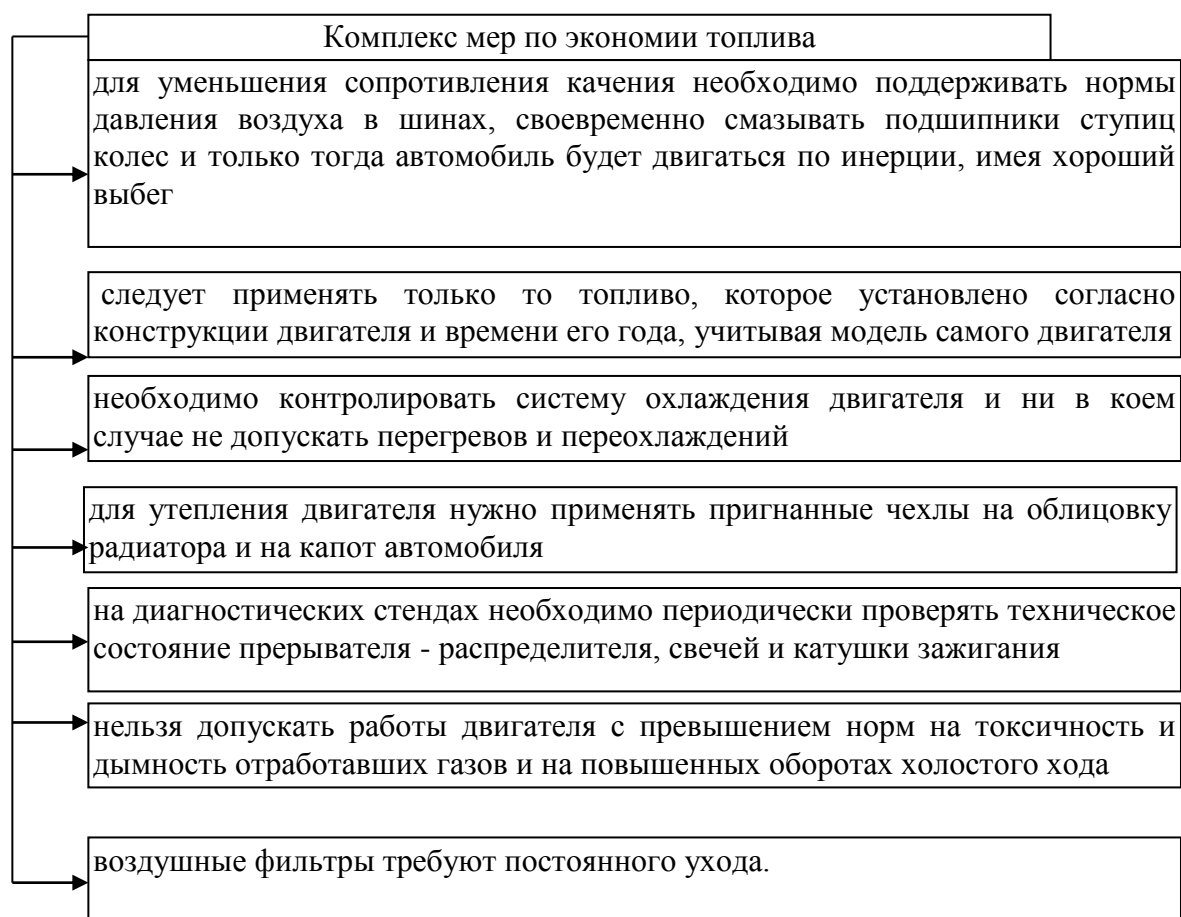 Комплекс мер по экономии топлива
для уменьшения сопротивления качения необходимо поддерживать нормы
давления воздуха в шинах, своевременно смазывать подшипники ступиц
колес и только тогда автомобиль будет двигаться по инерции, имея хороший
выбег
следует применять только то топливо, которое установлено согласно
конструкции двигателя и времени его года, учитывая модель самого двигателя
необходимо контролировать систему охлаждения двигателя и ни в коем
случае не допускать перегревов и переохлаждений
для утепления двигателя нужно применять пригнанные чехлы на облицовку
радиатора и на капот автомобиля
на диагностических стендах необходимо периодически проверять техническое
состояние прерывателя - распределителя, свечей и катушки зажигания
нельзя допускать работы двигателя с превышением норм на токсичность и
дымность отработавших газов и на повышенных оборотах холостого хода
воздушные фильтры требуют постоянного ухода.